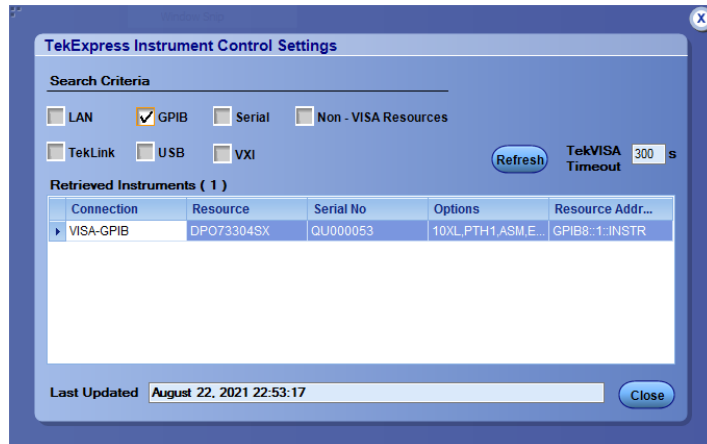 TekExpress Instrument Control Settings
Search Criteria
LAN GPIB Serial Non - VISA Resources
TekLink USB VXI
Refresh
TekVISA Timeout 300 s
Retrieved Instruments ( 1 )
Connection Resource Serial No Options Resource Addr...
VISA-GPIB DPO73304SX QU000053 10XL,PTH1,ASM,E... GPIB8::1::INSTR
Last Updated August 22, 2021 22:53:17
Close